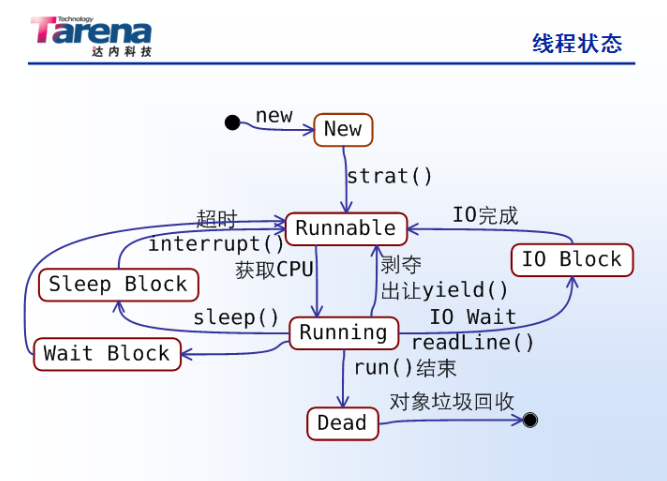 Technology
Tarena
达内科技
线程状态
new
New
strat()
超时
Runnable
IO完成
interrupt()
获取CPU
剥夺
出让yield()
IO Block
Sleep Block
sleep()
Running
IO Wait
readLine()
Wait Block
run()结束
对象垃圾回收
Dead